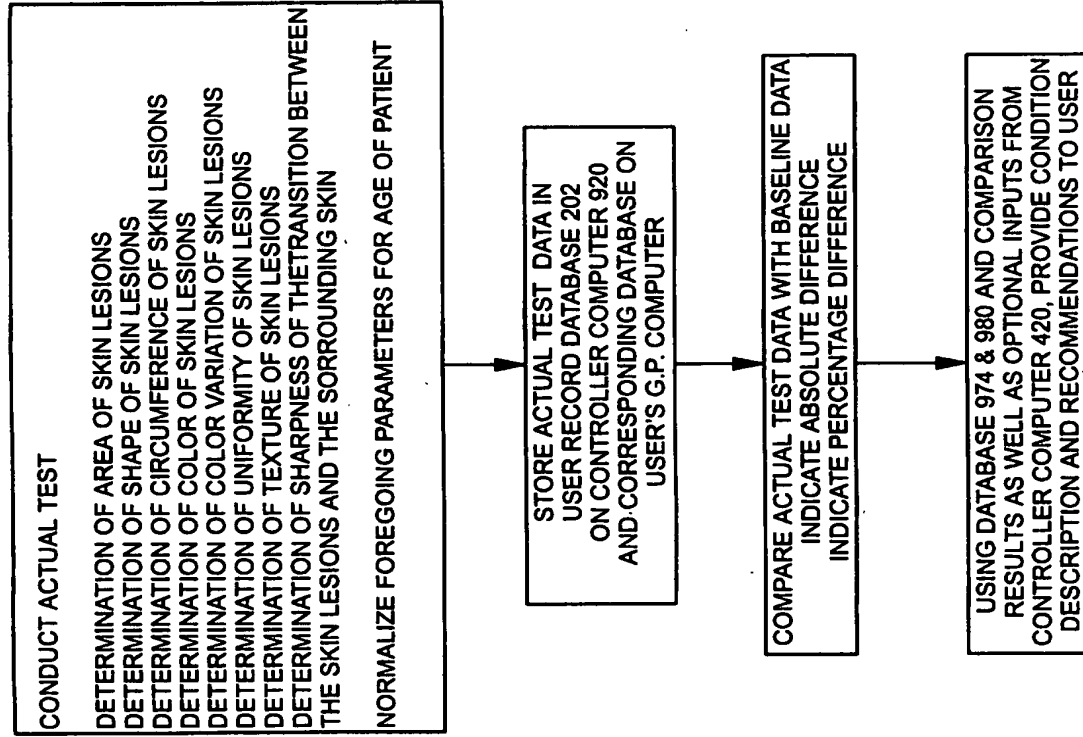 CONDUCT ACTUAL TEST
DETERMINATION OF AREA OF SKIN LESIONS
DETERMINATION OF SHAPE OF SKIN LESIONS
DETERMINATION OF CIRCUMFERENCE OF SKIN LESIONS
DETERMINATION OF COLOR OF SKIN LESIONS
DETERMINATION OF COLOR VARIATION OF SKIN LESIONS
DETERMINATION OF UNIFORMITY OF SKIN LESIONS
DETERMINATION OF TEXTURE OF SKIN LESIONS
DETERMINATION OF SHARPNESS OF THETRANSITION BETWEEN
THE SKIN LESIONS AND THE SORROUNDING SKIN
NORMALIZE FOREGOING PARAMETERS FOR AGE OF PATIENT
STORE ACTUAL TEST DATA IN
USER RECORD DATABASE 202
ON CONTROLLER COMPUTER 920
AND CORRESPONDING DATABASE ON
USER'S G.P. COMPUTER
COMPARE ACTUAL TEST DATA WITH BASELINE DATA
INDICATE ABSOLUTE DIFFERENCE
INDICATE PERCENTAGE DIFFERENCE
USING DATABASE 974 & 980 AND COMPARISON
RESULTS AS WELL AS OPTIONAL INPUTS FROM
CONTROLLER COMPUTER 420, PROVIDE CONDITION
DESCRIPTION AND RECOMMENDATIONS TO USER